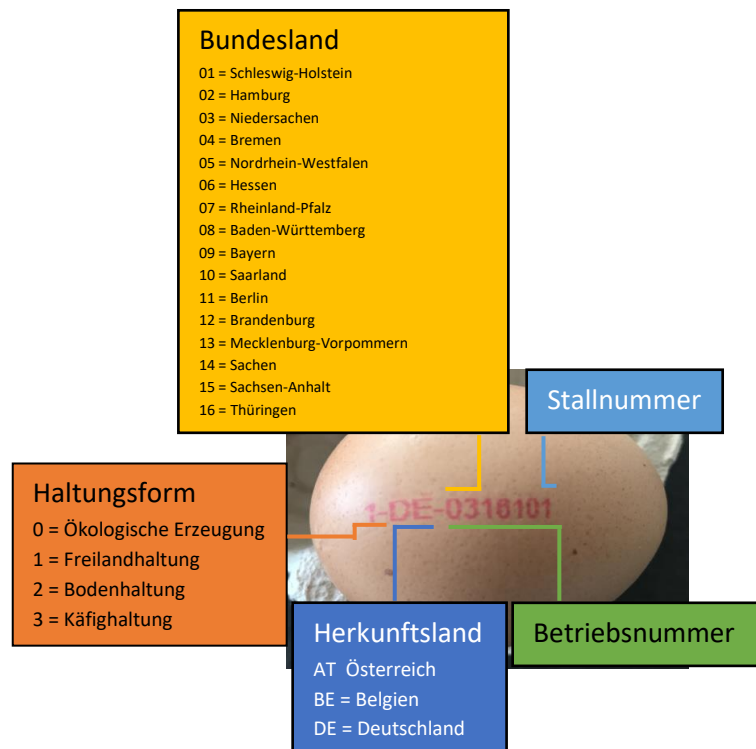 Bundesland
01 = Schleswig-Holstein
02 = Hamburg
03 = Niedersachen
04 = Bremen
05 = Nordrhein-Westfalen
06 = Hessen
07 = Rheinland-Pfalz
08 = Baden-Württemberg
09 = Bayern
10 = Saarland
11 = Berlin
12 = Brandenburg
13 = Mecklenburg-Vorpommern
14 = Sachen
15 = Sachsen-Anhalt
16 = Thüringen
Stallnummer
Haltungsform
0 = Ökologische Erzeugung
1 = Freilandhaltung
2 = Bodenhaltung
3 = Käfighaltung
1-DE-0316101
Herkunftsland
AT Österreich
BE = Belgien
DE = Deutschland
Betriebsnummer